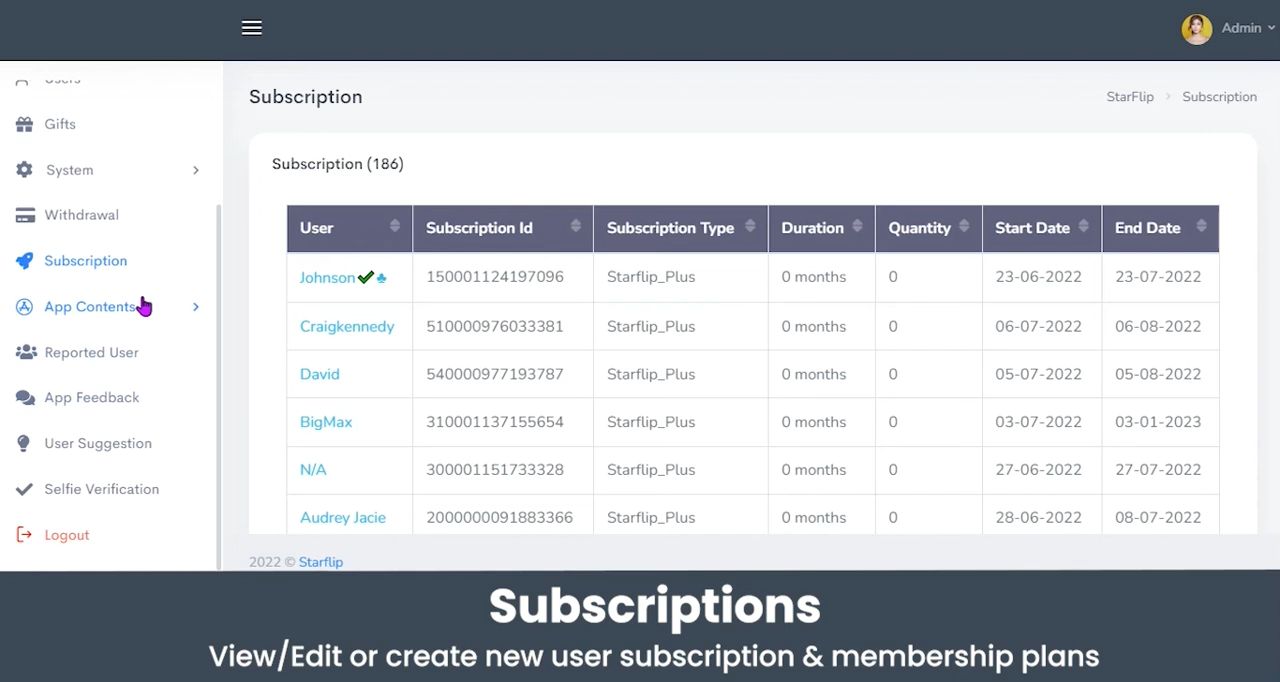 Admin
Users
Gifts
System
Withdrawal
Subscription
App Contents
Reported User
App Feedback
User Suggestion
Selfie Verification
Logout
Subscription
StarFlip > Subscription
Subscription (186)
User Subscription Id Subscription Type Duration Quantity Start Date End Date
Johnson 150001124197096 Starflip_Plus 0 months 0 23-06-2022 23-07-2022
Craigkennedy 510000976033381 Starflip_Plus 0 months 0 06-07-2022 06-08-2022
David 540000977193787 Starflip_Plus 0 months 0 05-07-2022 05-08-2022
BigMax 310001137155654 Starflip_Plus 0 months 0 03-07-2022 03-01-2023
N/A 300001151733328 Starflip_Plus 0 months 0 27-06-2022 27-07-2022
Audrey Jacie 2000000091883366 Starflip_Plus 0 months 0 28-06-2022 08-07-2022
2022 © Starflip
Subscriptions
View/Edit or create new user subscription & membership plans